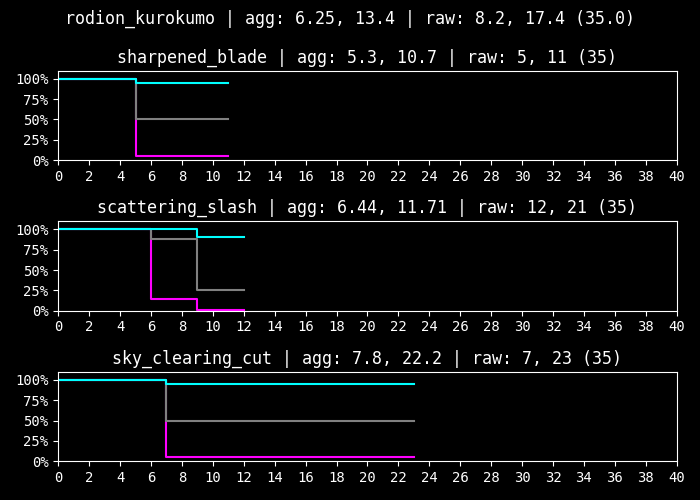 rodion_kurokumo | agg: 6.25, 13.4 | raw: 8.2, 17.4 (35.0)
sharpened_blade | agg: 5.3, 10.7 | raw: 5, 11 (35)
100%
75%
50%
25%
0%
0 2 4 6 8 10 12 14 16 18 20 22 24 26 28 30 32 34 36 38 40
scattering_slash | agg: 6.44, 11.71 | raw: 12, 21 (35)
100%
75%
50%
25%
0%
0 2 4 6 8 10 12 14 16 18 20 22 24 26 28 30 32 34 36 38 40
sky_clearing_cut | agg: 7.8, 22.2 | raw: 7, 23 (35)
100%
75%
50%
25%
0%
0 2 4 6 8 10 12 14 16 18 20 22 24 26 28 30 32 34 36 38 40